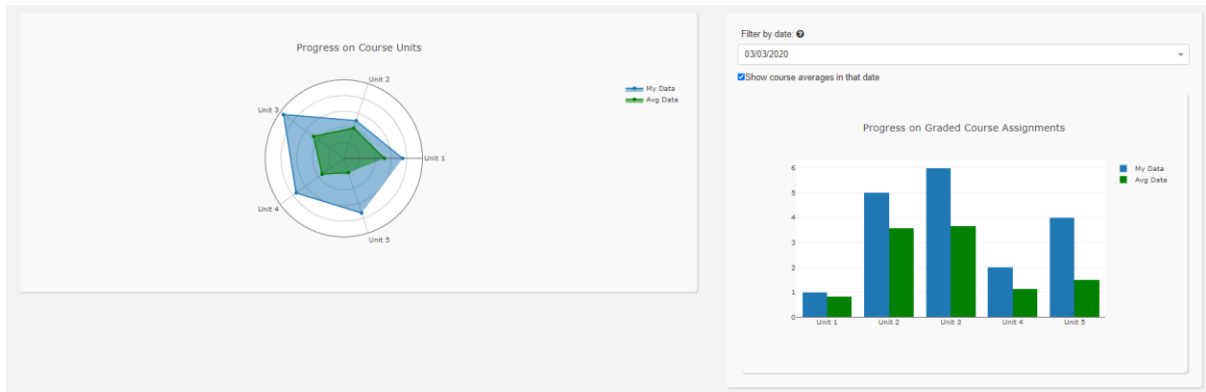 Progress on Course Units
Unit 2
Unit 3
Unit 1
Unit 4
Unit 5
My Data
Avg Data
Filter by date:
03/03/2020
Show course averages in that date
Progress on Graded Course Assignments
6
5
4
3
2
1
0
Unit 1 Unit 2 Unit 3 Unit 4 Unit 5
My Data
Avg Data